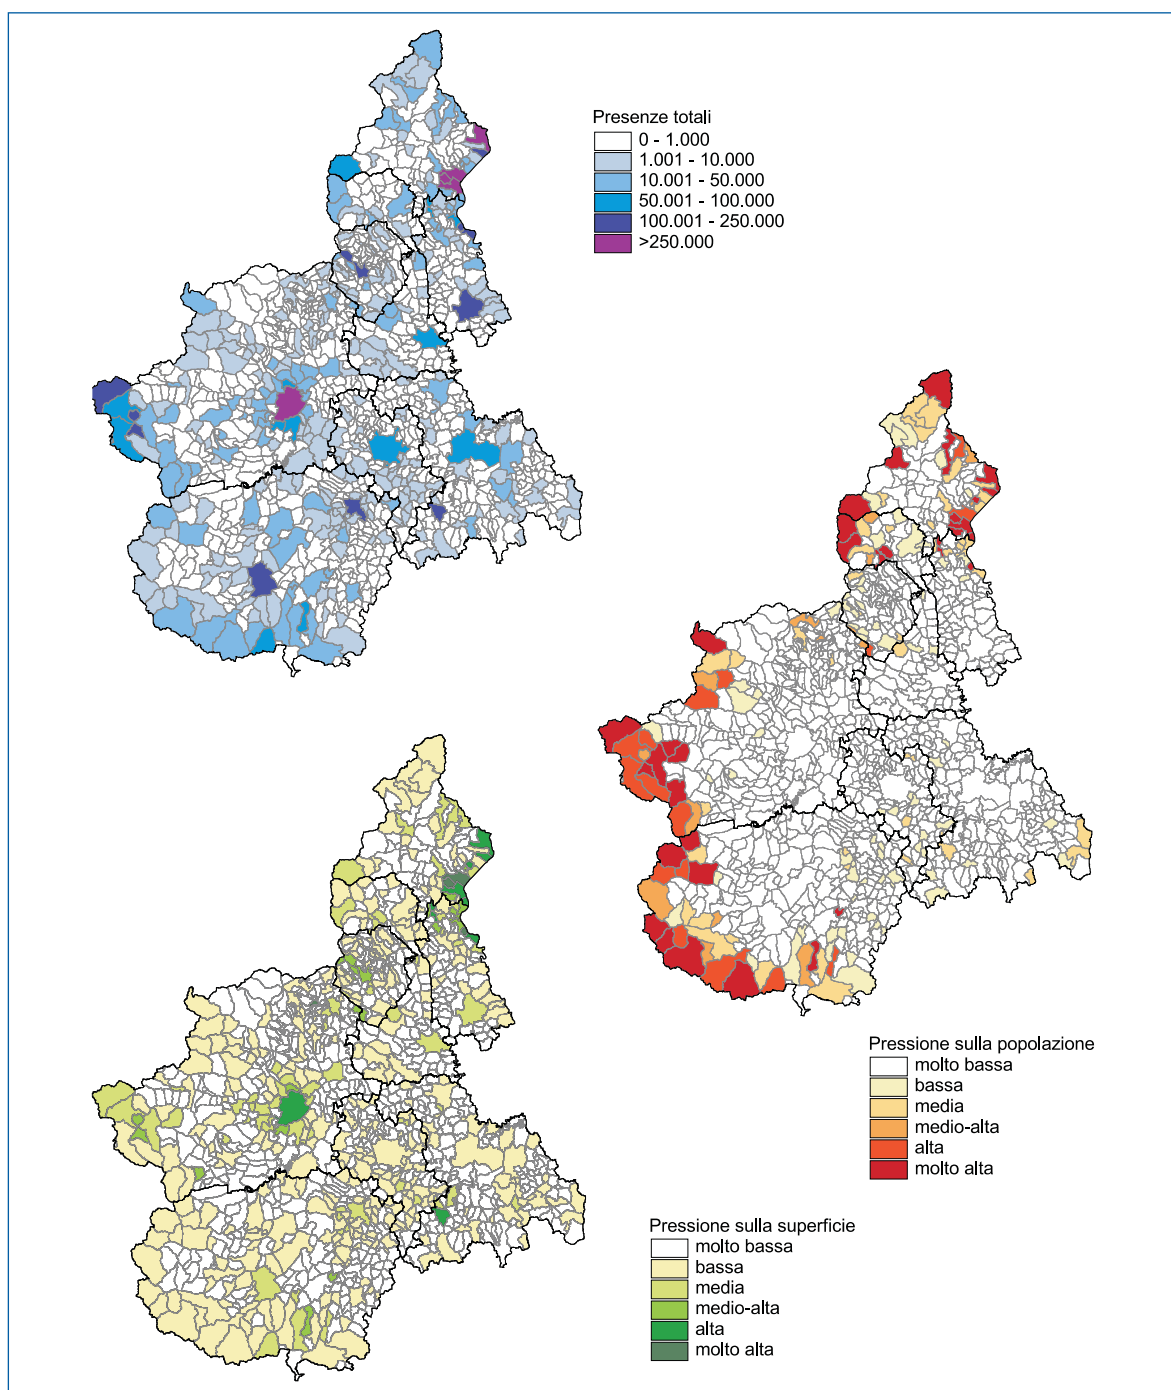 Presenze totali
0 - 1.000
1.001 - 10.000
10.001 - 50.000
50.001 - 100.000
100.001 - 250.000
>250.000
Pressione sulla popolazione
molto bassa
bassa
media
medio-alta
alta
molto alta
Pressione sulla superficie
molto bassa
bassa
media
medio-alta
alta
molto alta